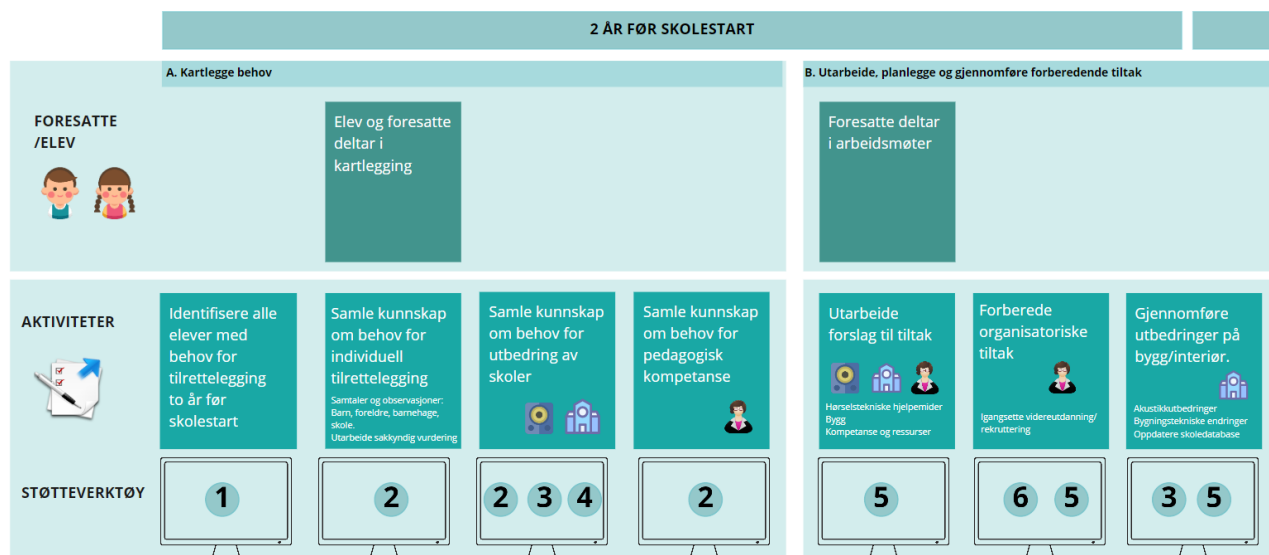 2 ÅR FØR SKOLESTART
A. Kartlegge behov
B. Utarbeide, planlegge og gjennomføre forberedende tiltak
FORESATTE
/ELEV
Elev og foresatte
deltar i
kartlegging
Foresatte deltar
i arbeidsmøter
AKTIVITETER
Identifisere alle
elever med
behov for
tilrettelegging
to år før
skolestart
Samle kunnskap
om behov for
individuell
tilrettelegging
Samtaler og observasjoner:
Barn, foreldre, barnehage,
skole.
Utarbeide sakkyndig vurdering
Samle kunnskap
om behov for
utbedring av
skoler
Samle kunnskap
om behov for
pedagogisk
kompetanse
Utarbeide
forslag til tiltak
Hørselstekniske hjelpemider
Bygg
Kompetanse og ressurser
Forberede
organisatoriske
tiltak
Igangsette videreutdanning/
rekruttering
Gjennomføre
utbedringer på
bygg/interiør.
Akustikkutbedringer
Bygningstekniske endringer
Oppdatere skoledatabase
STØTTEVERKTØY
1
2
2 3 4
2
5
6 5
3 5